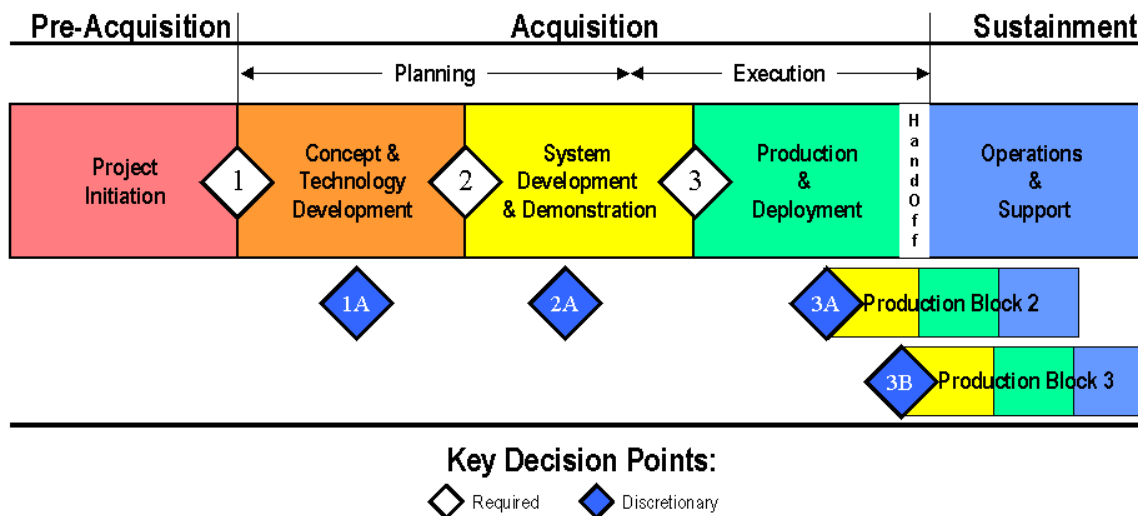 Pre-Acquisition
Acquisition
Sustainment
Planning
Execution
Project
Initiation
1
Concept &
Technology
Development
2
System
Development
& Demonstration
3
Production
&
Deployment
HandOff
Operations
&
Support
1A
2A
3A
Production Block 2
3B
Production Block 3
Key Decision Points:
Required
Discretionary